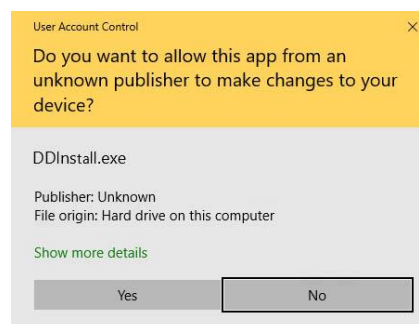 User Account Control
Do you want to allow this app from an
unknown publisher to make changes to your
device?
DDInstall.exe
Publisher: Unknown
File origin: Hard drive on this computer
Show more details
Yes
No